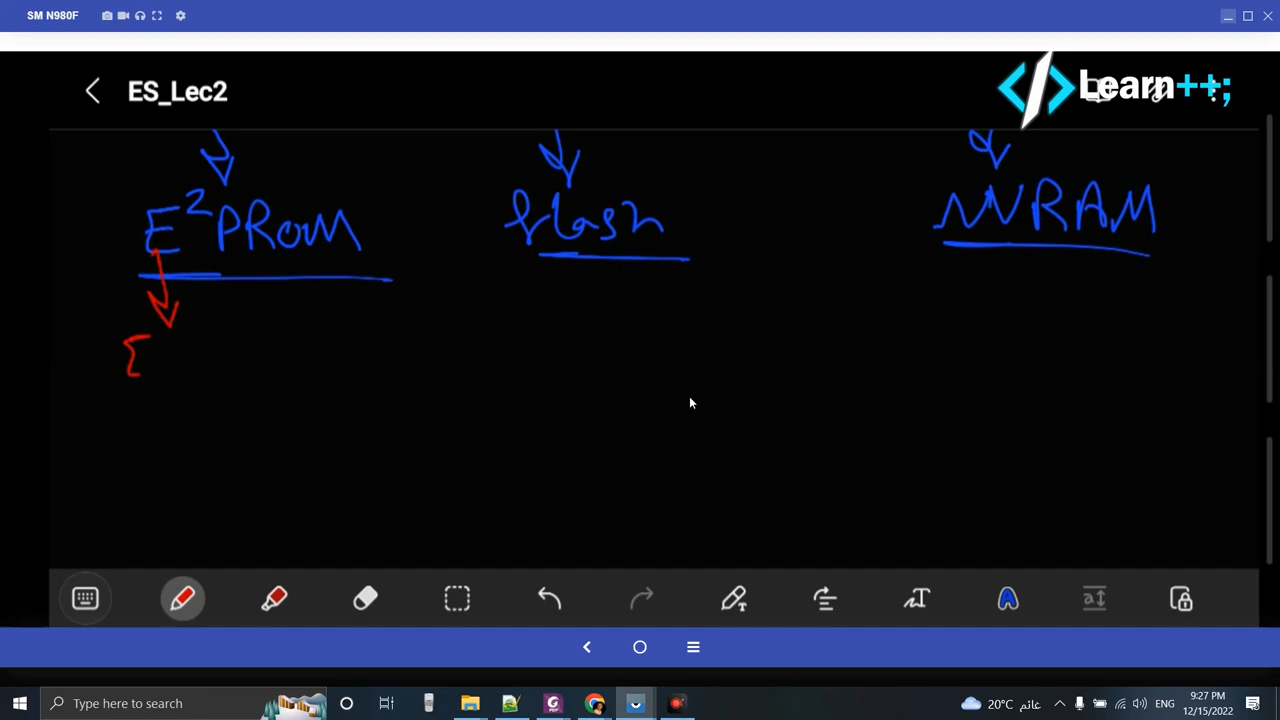 SM N980F
ES_Lec2
</> Learn++;
E²PROM flash NVRAM
E
Type here to search
20°C غائم
ENG
9:27 PM
12/15/2022